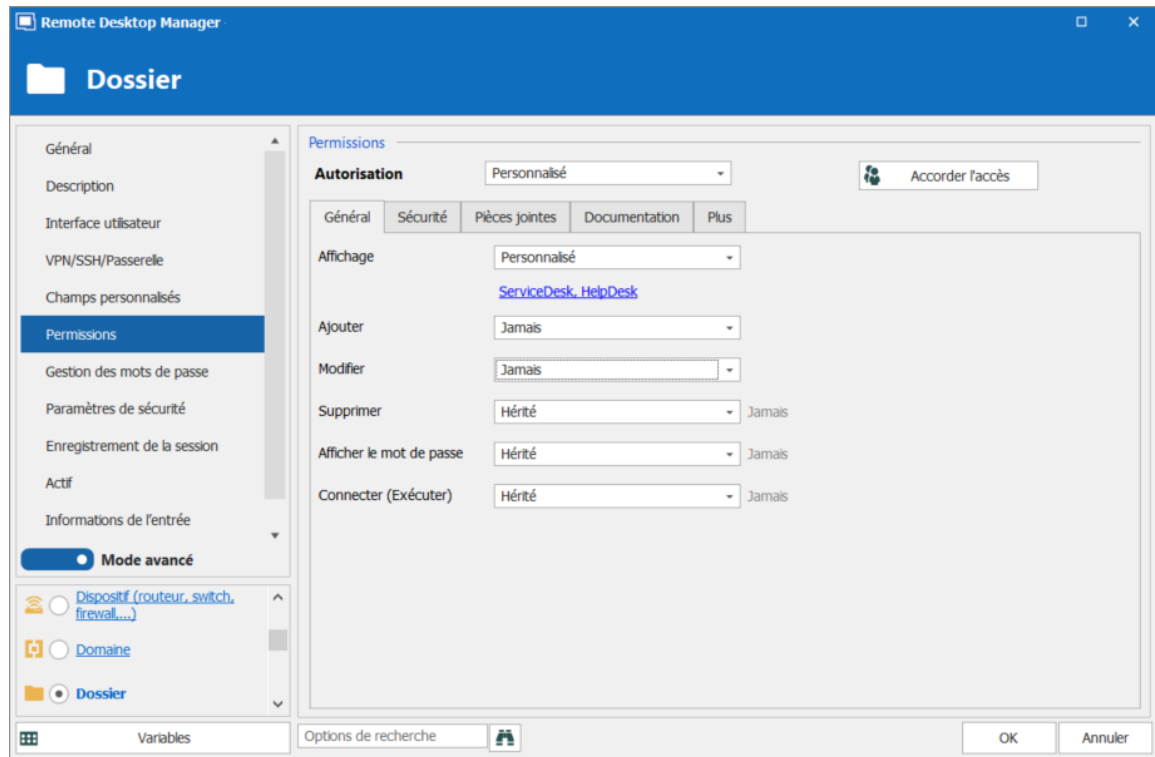 Remote Desktop Manager
Dossier
Général
Description
Interface utilisateur
VPN/SSH/Passerelle
Champs personnalisés
Permissions
Gestion des mots de passe
Paramètres de sécurité
Enregistrement de la session
Actif
Informations de l'entrée
Mode avancé
Dispositif (routeur, switch,
firewall,...)
Domaine
Dossier
Variables
Permissions
Autorisation Personnalisé Accorder l'accès
Général Sécurité Pièces jointes Documentation Plus
Affichage Personnalisé
ServiceDesk, HelpDesk
Ajouter Jamais
Modifier Jamais
Supprimer Hérité Jamais
Afficher le mot de passe Hérité Jamais
Connecter (Exécuter) Hérité Jamais
Options de recherche
OK Annuler